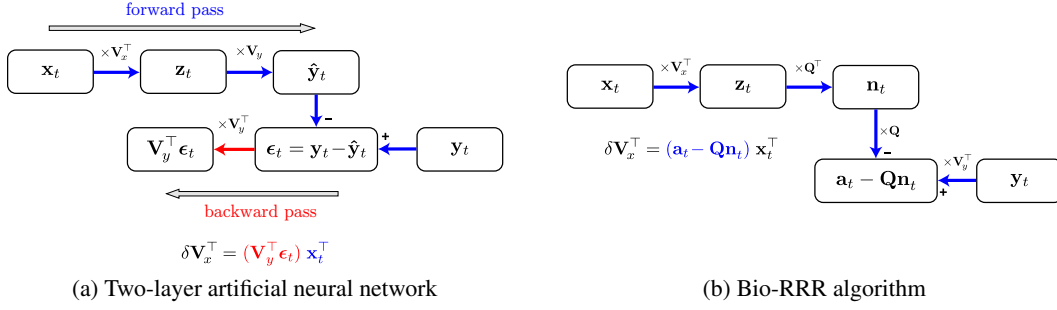 forward pass
×V_x^⊤ ×V_y
x_t z_t ŷ_t
−
×V_y^⊤ +
V_y^⊤ ϵ_t ϵ_t = y_t − ŷ_t y_t
backward pass
δV_x^⊤ = (V_y^⊤ ϵ_t) x_t^⊤
(a) Two-layer artificial neural network
×V_x^⊤ ×Q^⊤
x_t z_t n_t
×Q
δV_x^⊤ = (a_t − Qn_t) x_t^⊤
−
×V_y^⊤
a_t − Qn_t y_t
+
(b) Bio-RRR algorithm